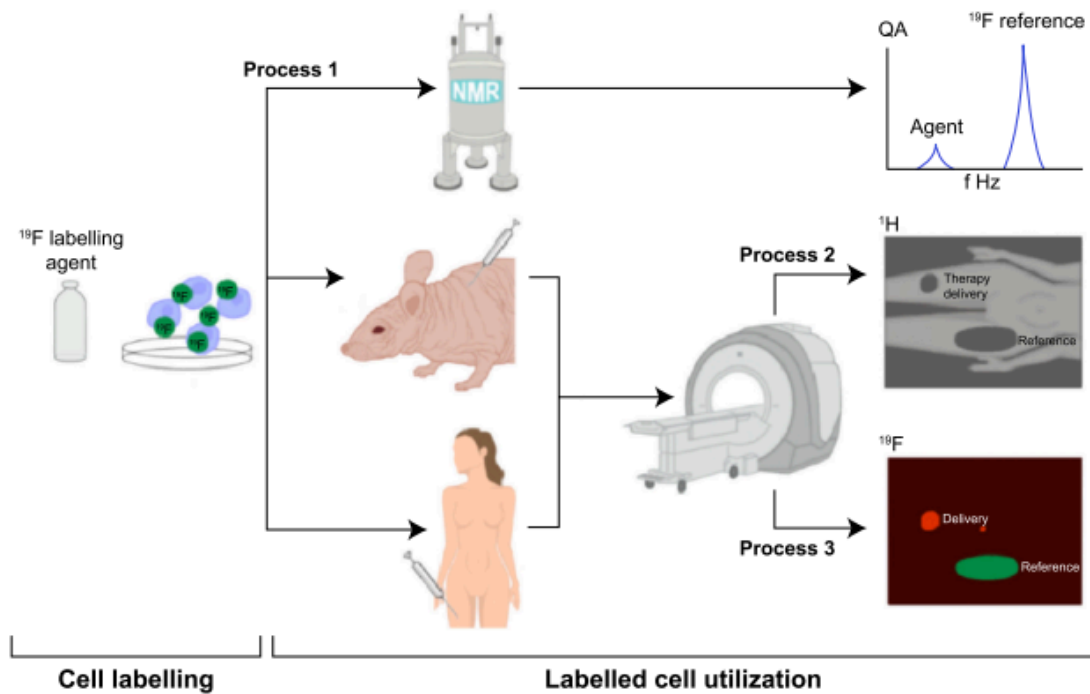 Process 1
NMR
QA
¹⁹F reference
Agent
f Hz
¹⁹F labelling
agent
¹⁹F
¹⁹F
¹⁹F
¹⁹F
¹⁹F
Process 2
¹H
Therapy
delivery
Reference
Process 3
¹⁹F
Delivery
Reference
Cell labelling
Labelled cell utilization